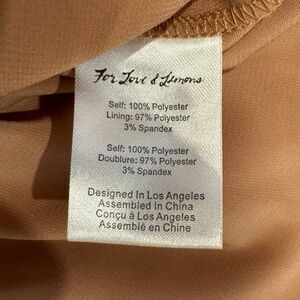 For Love & Lemons
Self: 100% Polyester
Lining: 97% Polyester
3% Spandex
Self: 100% Polyester
Doublure: 97% Polyester
3% Spandex
Designed In Los Angeles
Assembled In China
Conçu à Los Angeles
Assemblé en Chine